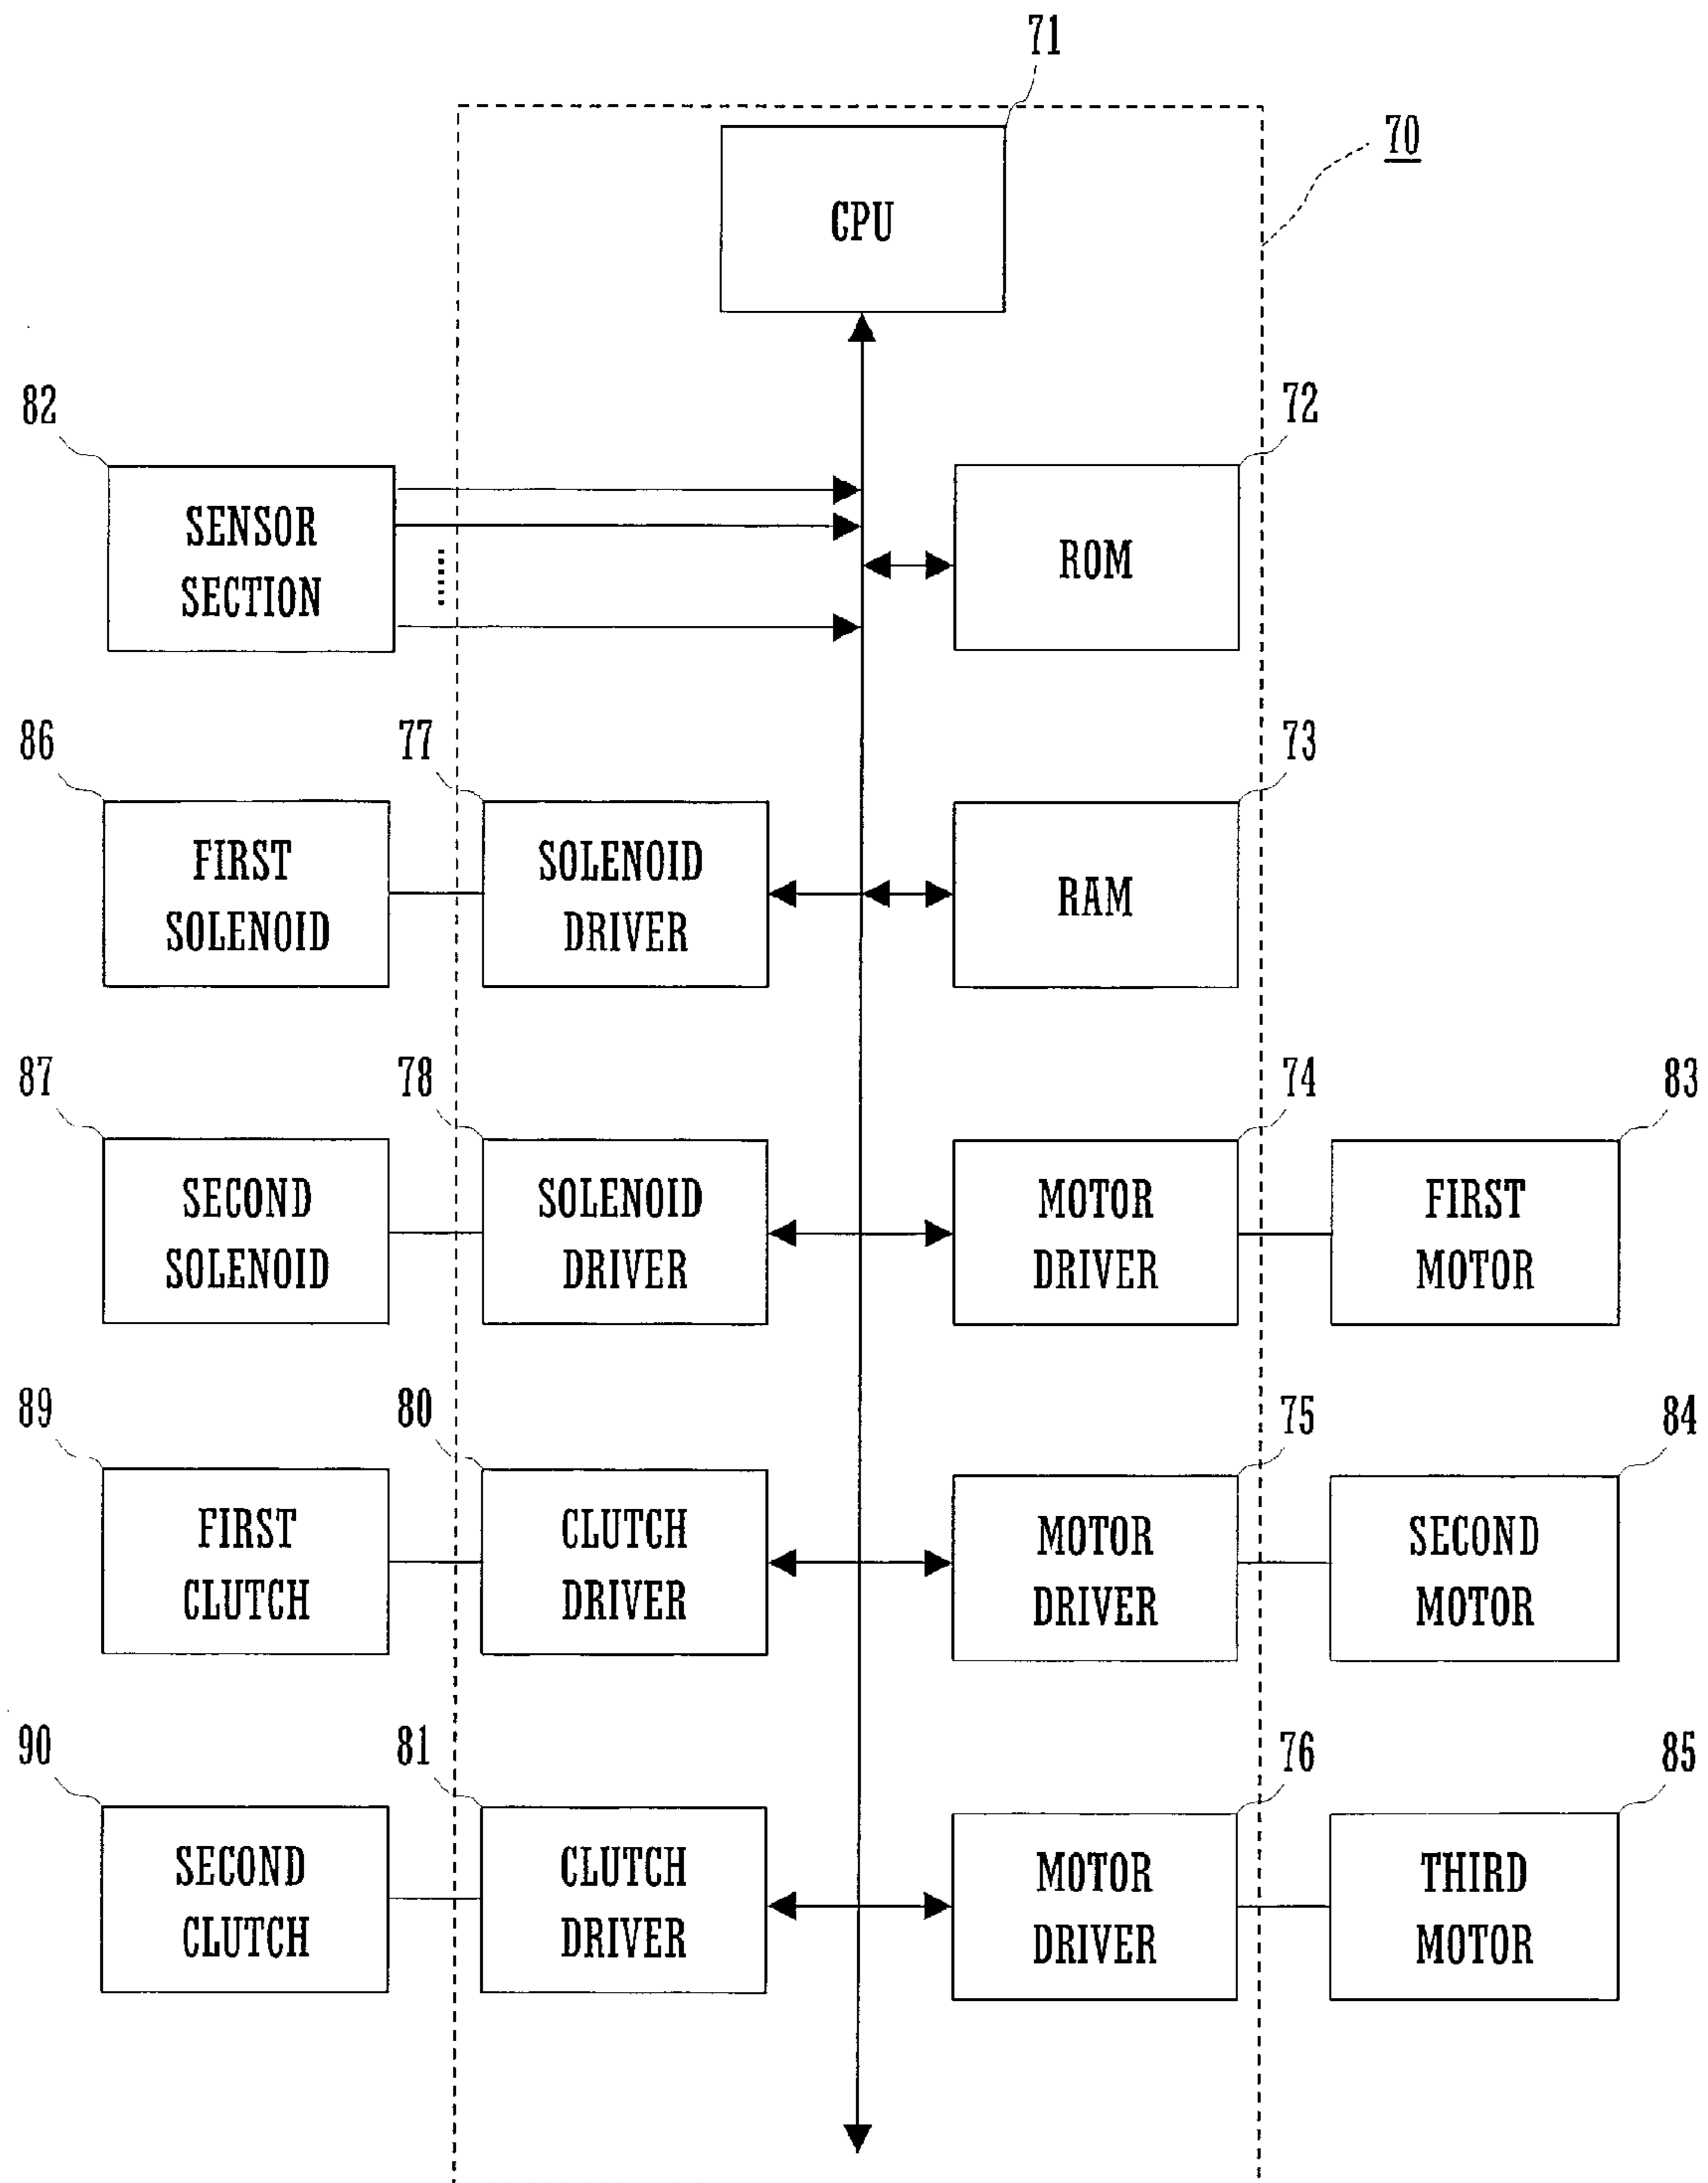 71
70
CPU
82
72
SENSOR
SECTION
ROM
86
77
73
FIRST
SOLENOID
SOLENOID
DRIVER
RAM
87
78
74
83
SECOND
SOLENOID
SOLENOID
DRIVER
MOTOR
DRIVER
FIRST
MOTOR
89
80
75
84
FIRST
CLUTCH
CLUTCH
DRIVER
MOTOR
DRIVER
SECOND
MOTOR
90
81
76
85
SECOND
CLUTCH
CLUTCH
DRIVER
MOTOR
DRIVER
THIRD
MOTOR